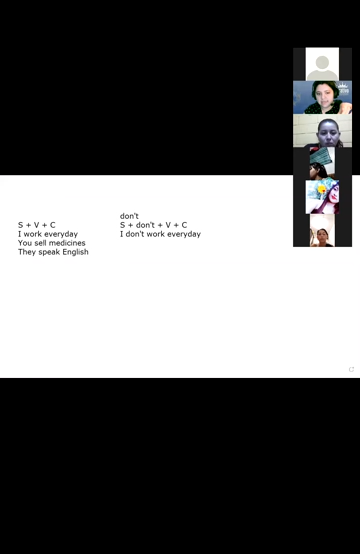 S + V + C
I work everyday
You sell medicines
They speak English
don't
S + don't + V + C
I don't work everyday